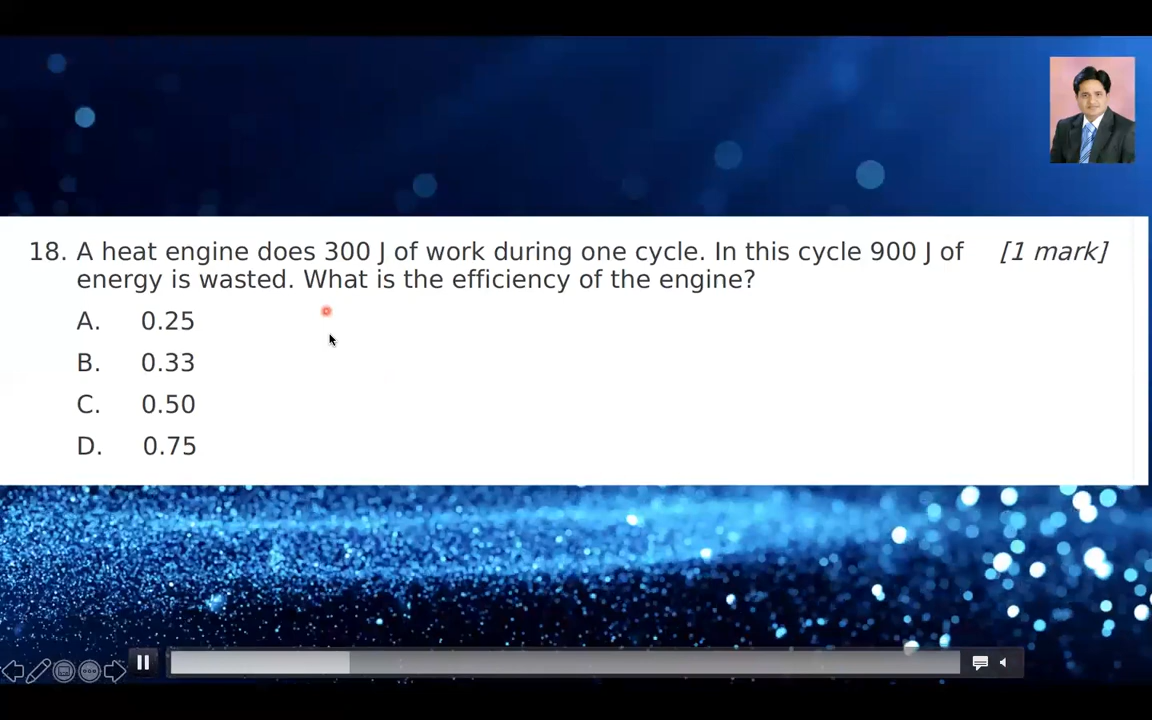 18. A heat engine does 300 J of work during one cycle. In this cycle 900 J of [1 mark]
energy is wasted. What is the efficiency of the engine?
A. 0.25
B. 0.33
C. 0.50
D. 0.75